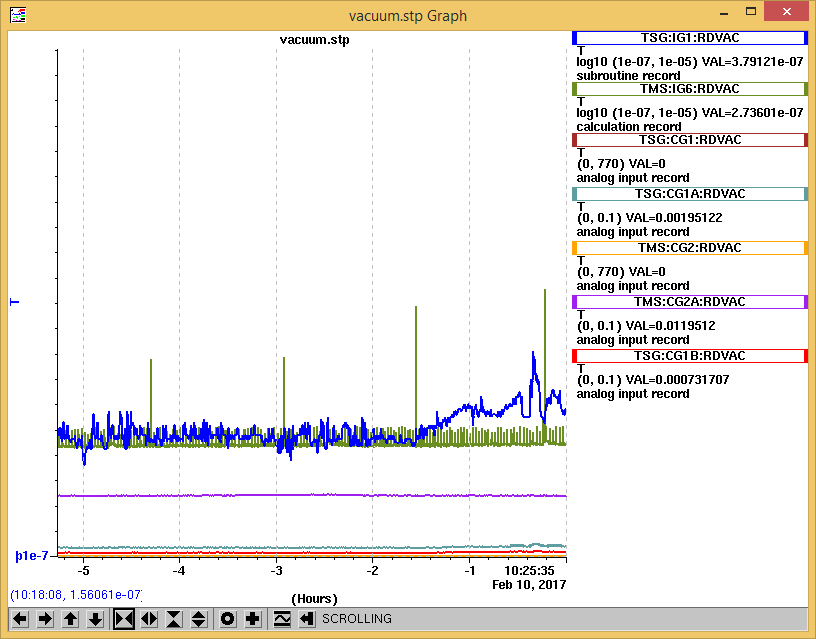 vacuum.stp Graph
vacuum.stp
TSG:IG1:RDVAC
T
log10 (1e-07, 1e-05) VAL=3.79121e-07
subroutine record
TMS:IG6:RDVAC
T
log10 (1e-07, 1e-05) VAL=2.73601e-07
calculation record
TSG:CG1:RDVAC
T
(0, 770) VAL=0
analog input record
TSG:CG1A:RDVAC
T
(0, 0.1) VAL=0.00195122
analog input record
TMS:CG2:RDVAC
T
(0, 770) VAL=0
analog input record
TMS:CG2A:RDVAC
T
(0, 0.1) VAL=0.0119512
analog input record
TSG:CG1B:RDVAC
T
(0, 0.1) VAL=0.000731707
analog input record
T
1e-7
-5 -4 -3 -2 -1 10:25:35
Feb 10, 2017
(10:18:08, 1.56061e-07)
(Hours)
SCROLLING